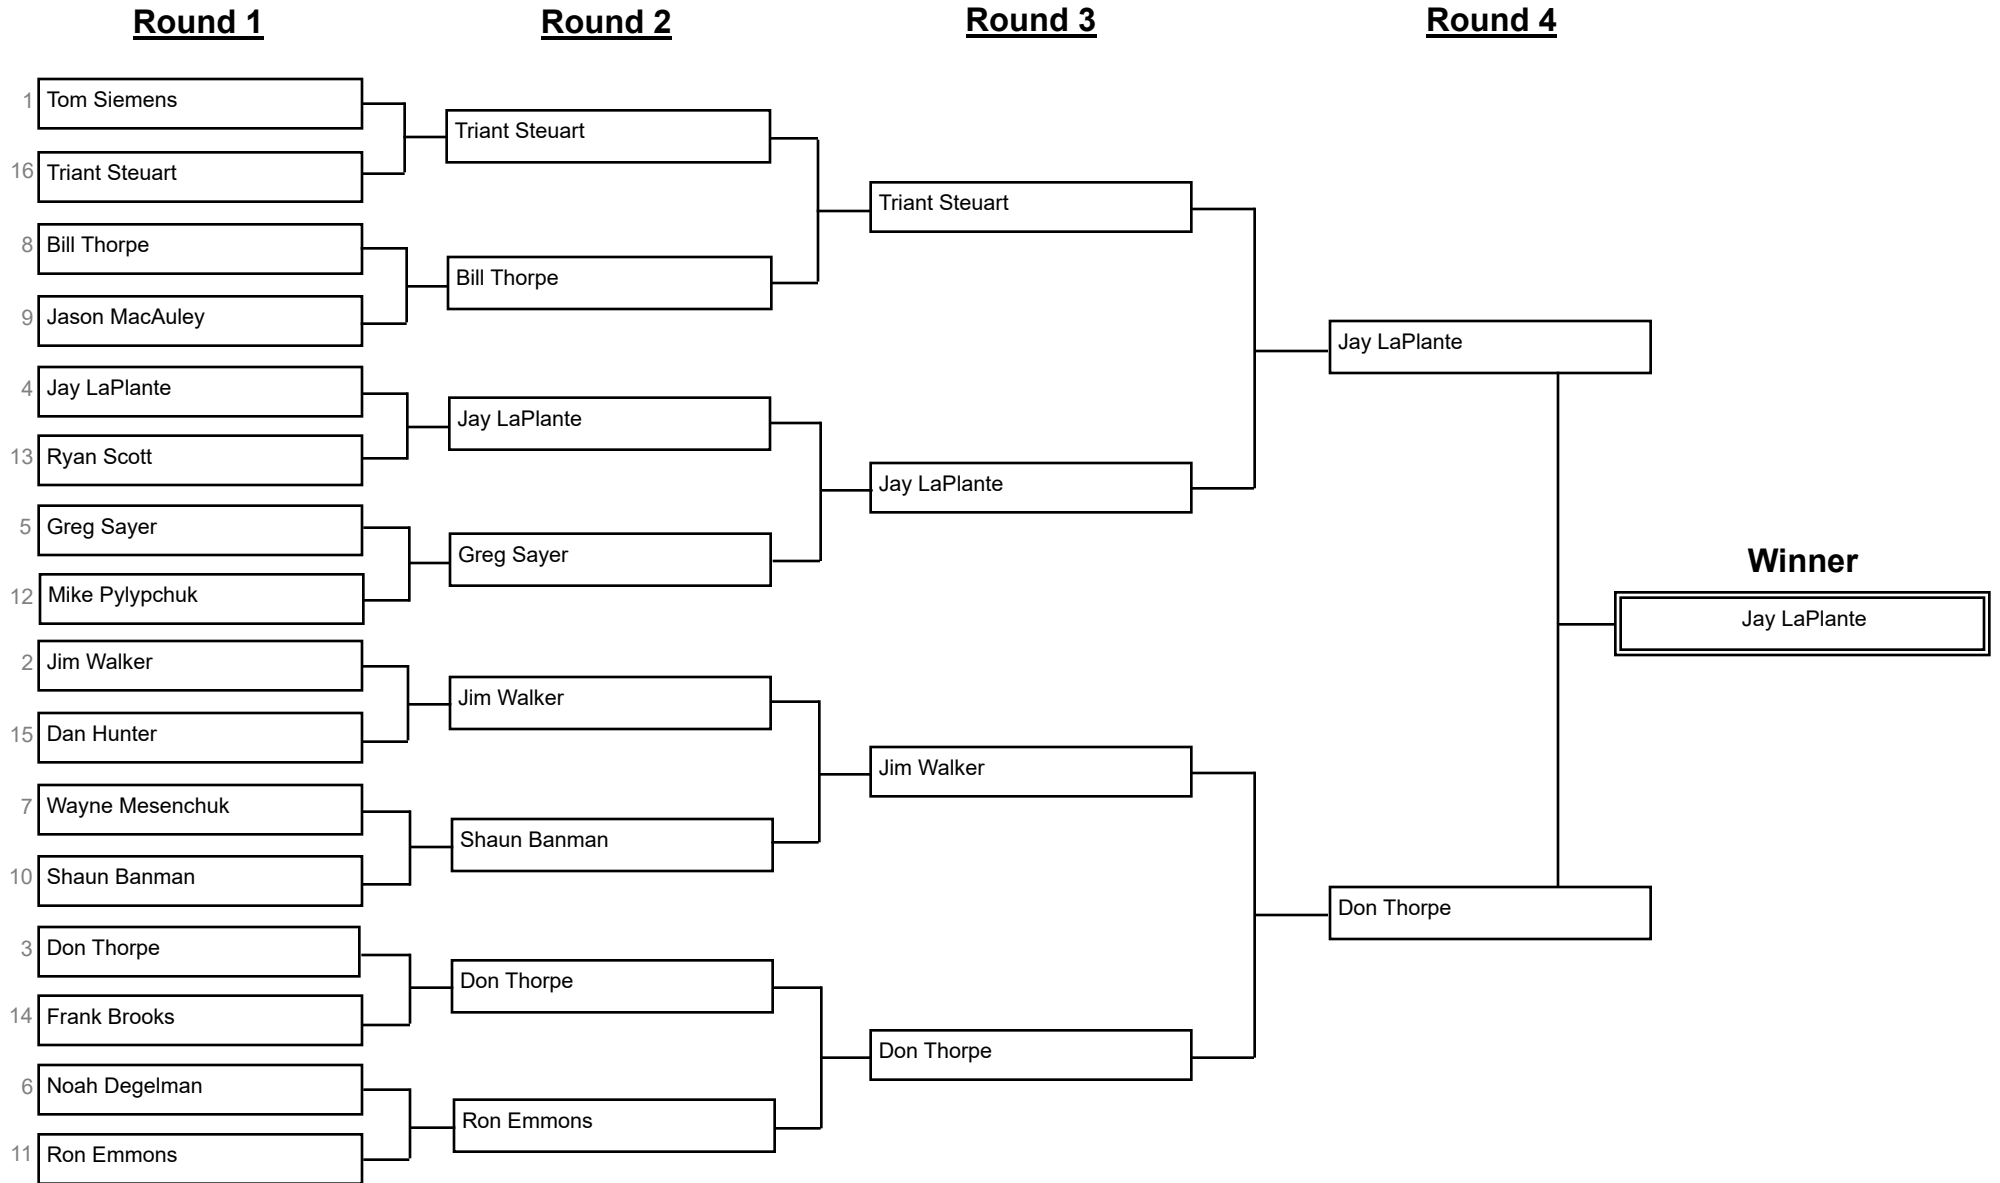 Round 1
Round 2
Round 3
Round 4
1 Tom Siemens
16 Triant Steuart
8 Bill Thorpe
9 Jason MacAuley
4 Jay LaPlante
13 Ryan Scott
5 Greg Sayer
12 Mike Pylypchuk
2 Jim Walker
15 Dan Hunter
7 Wayne Mesenchuk
10 Shaun Banman
3 Don Thorpe
14 Frank Brooks
6 Noah Degelman
11 Ron Emmons
Triant Steuart
Bill Thorpe
Jay LaPlante
Greg Sayer
Jim Walker
Shaun Banman
Don Thorpe
Ron Emmons
Triant Steuart
Jay LaPlante
Jim Walker
Don Thorpe
Jay LaPlante
Don Thorpe
Winner
Jay LaPlante